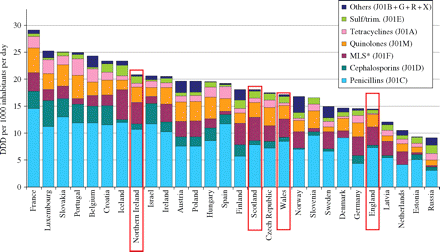 DDD per 1000 inhabitants per day
30
25
20
15
10
5
0
Others (J01B+G+R+X)
Sulf/trim. (J01E)
Tetracyclines (J01A)
Quinolones (J01M)
MLS* (J01F)
Cephalosporins (J01D)
Penicillins (J01C)
France
Luxembourg
Slovakia
Portugal
Belgium
Croatia
Iceland
Northern Ireland
Israel
Ireland
Austria
Poland
Hungary
Spain
Finland
Scotland
Czech Republic
Wales
Norway
Slovenia
Sweden
Denmark
Germany
England
Latvia
Netherlands
Estonia
Russia